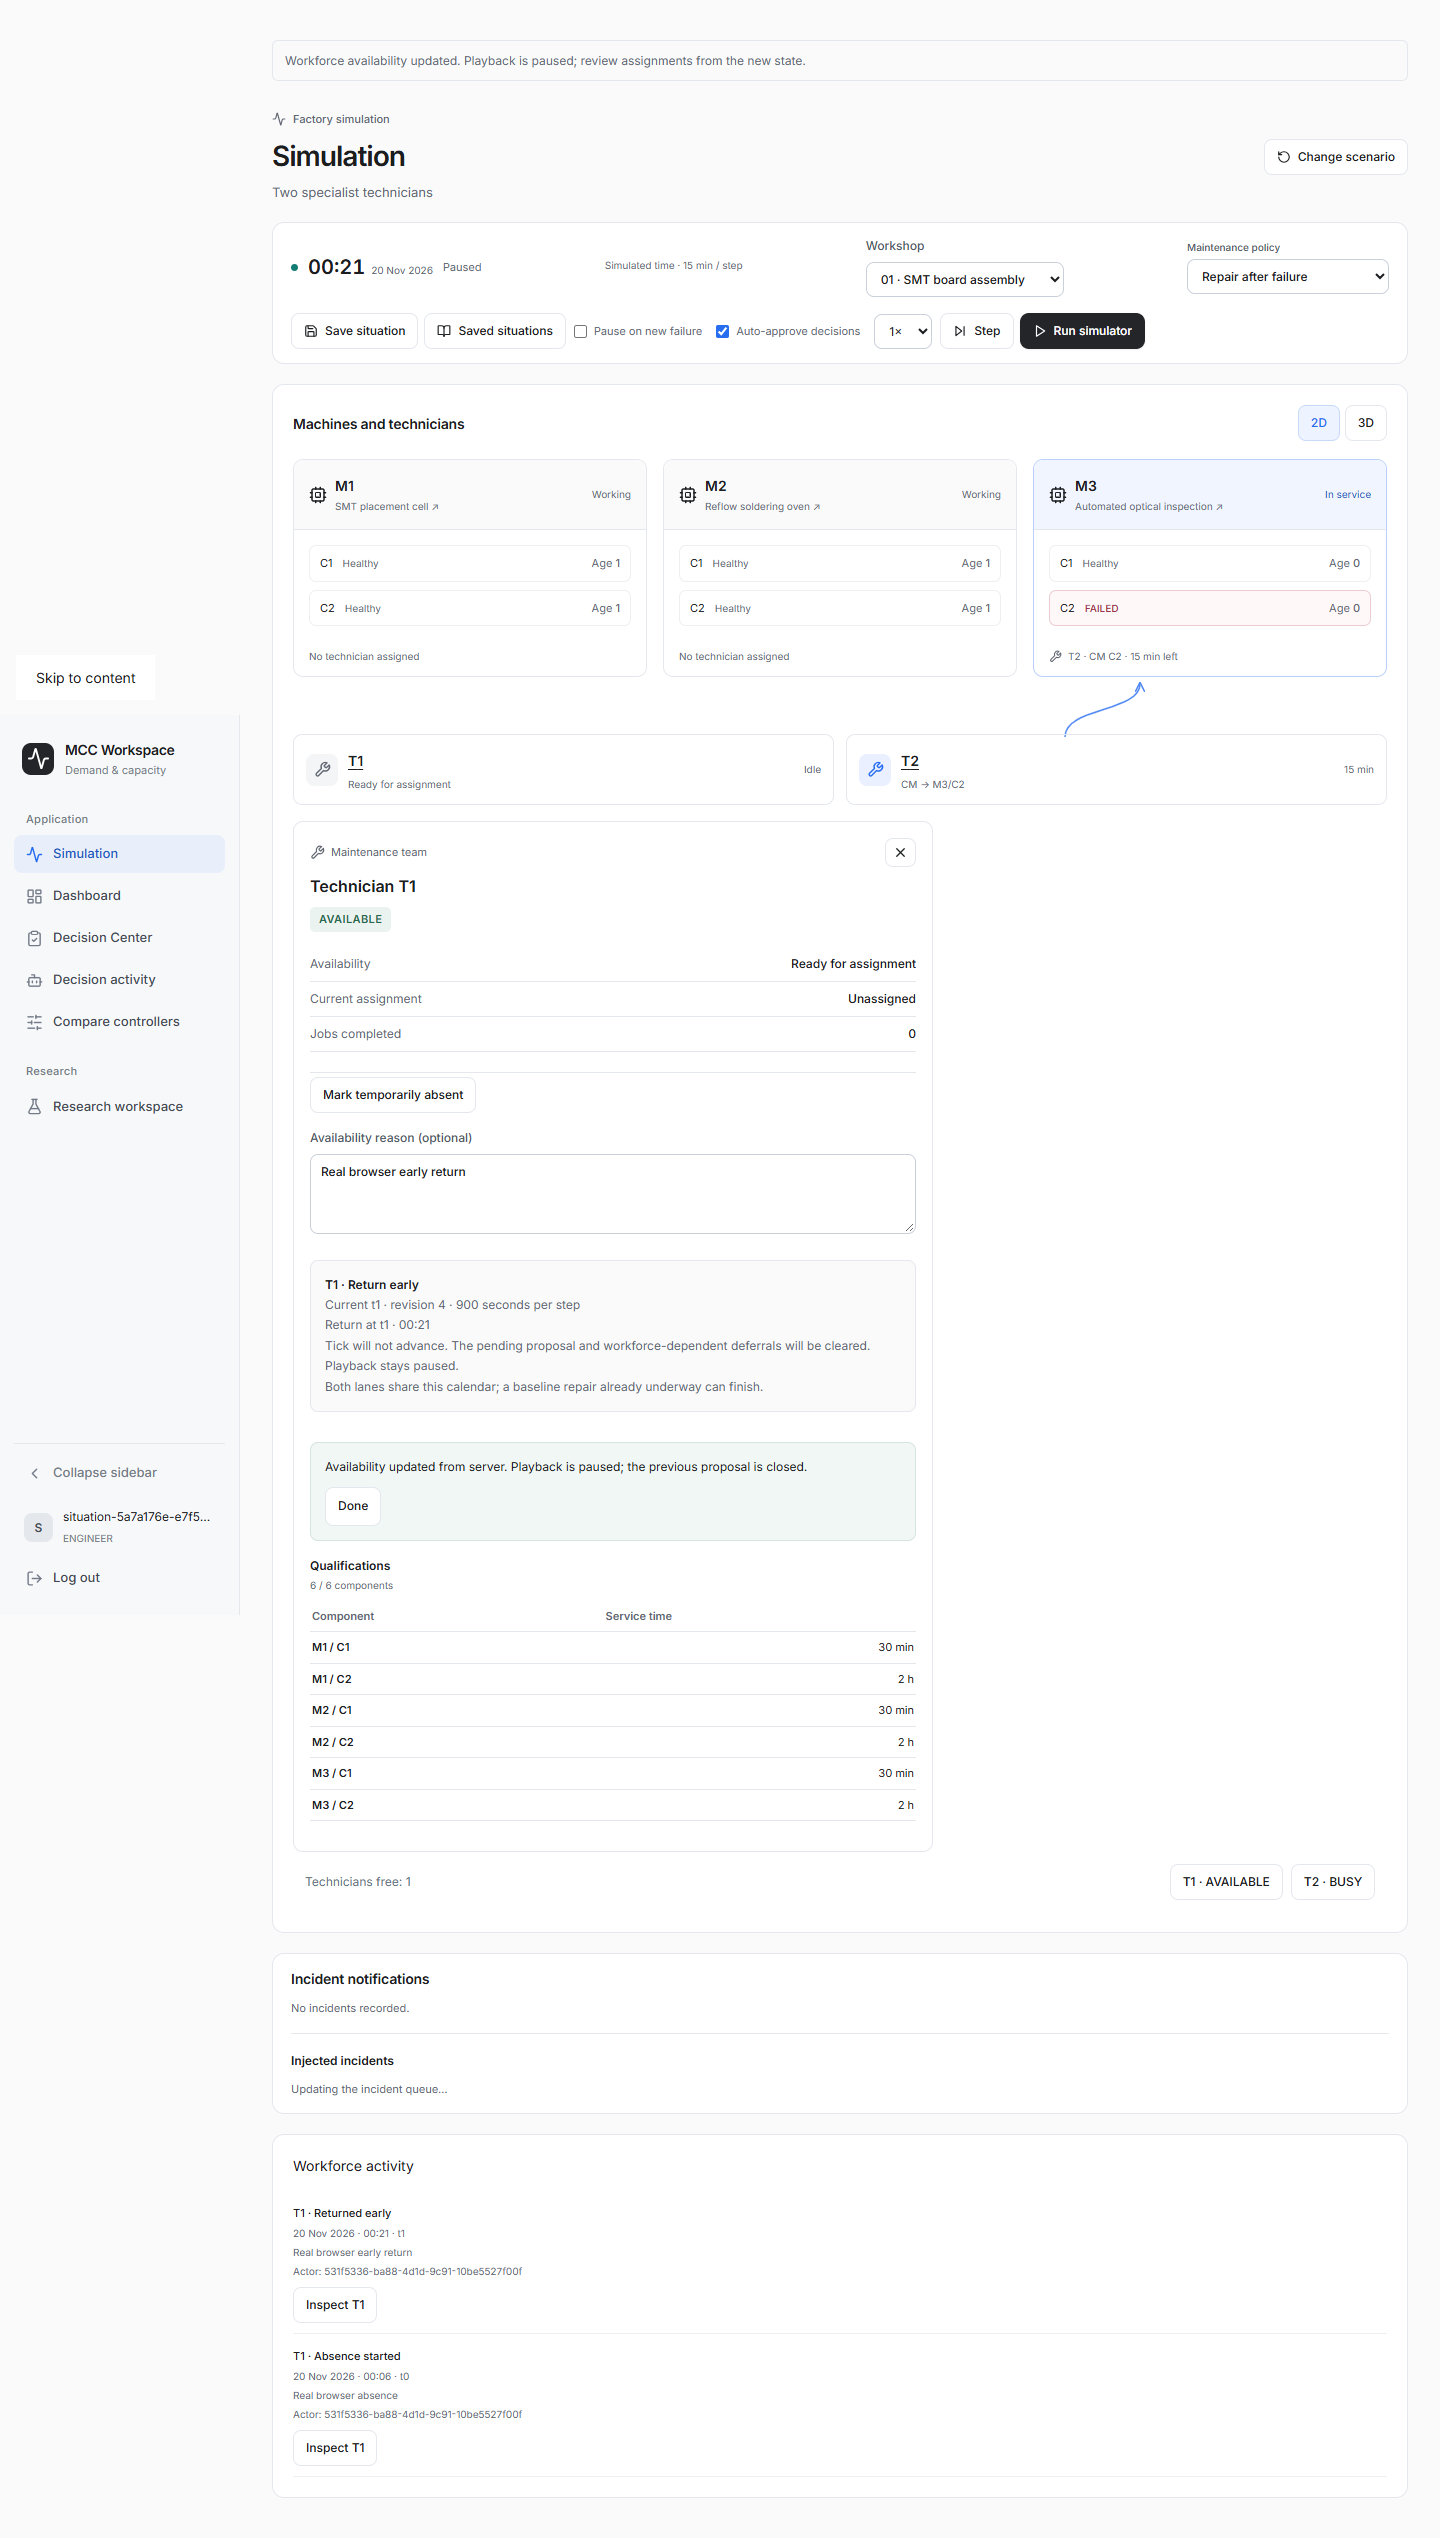 Workforce availability updated. Playback is paused; review assignments from the new state.
Factory simulation
Simulation
Change scenario
Two specialist technicians
00:21 20 Nov 2026 Paused
Simulated time · 15 min / step
Workshop
01 · SMT board assembly
Maintenance policy
Repair after failure
Save situation
Saved situations
Pause on new failure
Auto-approve decisions
1×
Step
Run simulator
Machines and technicians
2D
3D
M1
SMT placement cell ↗
Working
C1 Healthy Age 1
C2 Healthy Age 1
No technician assigned
M2
Reflow soldering oven ↗
Working
C1 Healthy Age 1
C2 Healthy Age 1
No technician assigned
M3
Automated optical inspection ↗
In service
C1 Healthy Age 0
C2 FAILED Age 0
T2 · CM C2 · 15 min left
T1
Ready for assignment
Idle
T2
CM → M3/C2
15 min
Maintenance team
Technician T1
AVAILABLE
Availability Ready for assignment
Current assignment Unassigned
Jobs completed 0
Mark temporarily absent
Availability reason (optional)
Real browser early return
T1 · Return early
Current t1 · revision 4 · 900 seconds per step
Return at t1 · 00:21
Tick will not advance. The pending proposal and workforce-dependent deferrals will be cleared.
Playback stays paused.
Both lanes share this calendar; a baseline repair already underway can finish.
Availability updated from server. Playback is paused; the previous proposal is closed.
Done
Qualifications
6 / 6 components
Component Service time
M1 / C1 30 min
M1 / C2 2 h
M2 / C1 30 min
M2 / C2 2 h
M3 / C1 30 min
M3 / C2 2 h
Technicians free: 1
T1 · AVAILABLE
T2 · BUSY
Incident notifications
No incidents recorded.
Injected incidents
Updating the incident queue...
Workforce activity
T1 · Returned early
20 Nov 2026 · 00:21 · t1
Real browser early return
Actor: 531f5336-ba88-4d1d-9c91-10be5527f00f
Inspect T1
T1 · Absence started
20 Nov 2026 · 00:06 · t0
Real browser absence
Actor: 531f5336-ba88-4d1d-9c91-10be5527f00f
Inspect T1
Skip to content
MCC Workspace
Demand & capacity
Application
Simulation
Dashboard
Decision Center
Decision activity
Compare controllers
Research
Research workspace
Collapse sidebar
S
situation-5a7a176e-e7f5...
ENGINEER
Log out